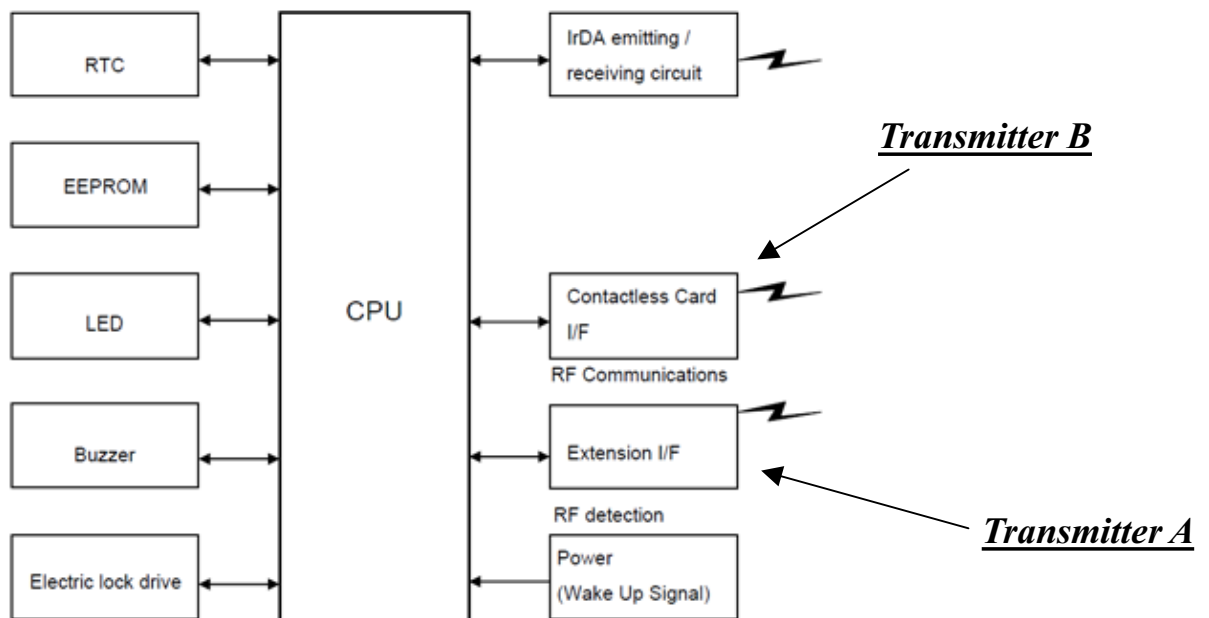 RTC
IrDA emitting /
receiving circuit
Transmitter B
EEPROM
CPU
LED
Contactless Card
I/F
RF Communications
Buzzer
Extension I/F
RF detection
Transmitter A
Electric lock drive
Power
(Wake Up Signal)